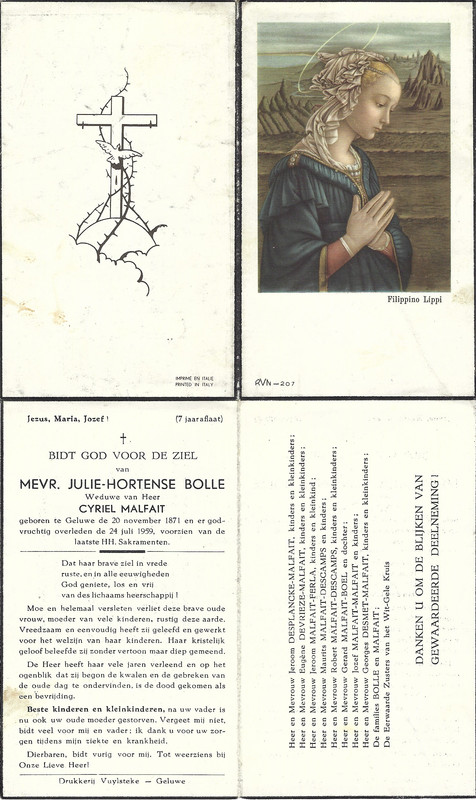 IMPRIMÉ EN ITALIE
PRINTED IN ITALY
Filippino Lippi
RVN—207
Jezus, Maria, Jozef! (7 jaaraflaat)
BIDT GOD VOOR DE ZIEL
van
MEVR. JULIE-HORTENSE BOLLE
Weduwe van Heer
CYRIEL MALFAIT
geboren te Geluwe de 20 november 1871 en er god-
vruchtig overleden de 24 juli 1959, voorzien van de
laatste HH. Sakramenten.
Dat haar brave ziel in vrede
ruste, en in alle eeuwigheden
God geniete, los en vrij
van des lichaams heerschappij!
Moe en helemaal versleten verliet deze brave oude
vrouw, moeder van vele kinderen, rustig deze aarde.
Vreedzaam en eenvoudig heeft zij geleefd en gewerkt
voor het welzijn van haar kinderen. Haar kristelijk
geloof beleefde zij zonder vertoon maar diep gemeend.
De Heer heeft haar vele jaren verleend en op het
ogenblik dat zij begon de kwalen en de gebreken van
de oude dag te ondervinden, is de dood gekomen als
een bevrijding.
Beste kinderen en kleinkinderen, na uw vader is
nu ook uw oude moeder gestorven. Vergeet mij niet,
bidt veel voor mij en vader; ik dank u voor uw zor-
gen tijdens mijn ziekte en krankheid.
Dierbaren, bidt vurig voor mij. Tot weerziens bij
Onze Lieve Heer!
Drukkerij Vuylsteke — Geluwe
Heer en Mevrouw Jeroom DESPLANCKE-MALFAIT, kinders en kleinkinders;
Heer en Mevrouw Eugène DEVRIEZE-MALFAIT, kinders en kleinkinders;
Heer en Mevrouw Jeroom MALFAIT-FERLA, kinders en kleinkind;
Heer en Mevrouw Maurits MALFAIT-DESCAMPS en kinders;
Heer en Mevrouw Robert MALFAIT-DESCAMPS, kinders en kleinkinders;
Heer en Mevrouw Gerard MALFAIT-BOEL en dochter;
Heer en Mevrouw Jozef MALFAIT-MALFAIT en kinders;
Heer en Mevrouw Georges DESMET-MALFAIT, kinders en kleinkinders;
De families BOLLE en MALFAIT;
De Eerwaarde Zusters van het Wit-Gele Kruis
DANKEN U OM DE BLIJKEN VAN
GEWAARDEERDE DEELNEMING!